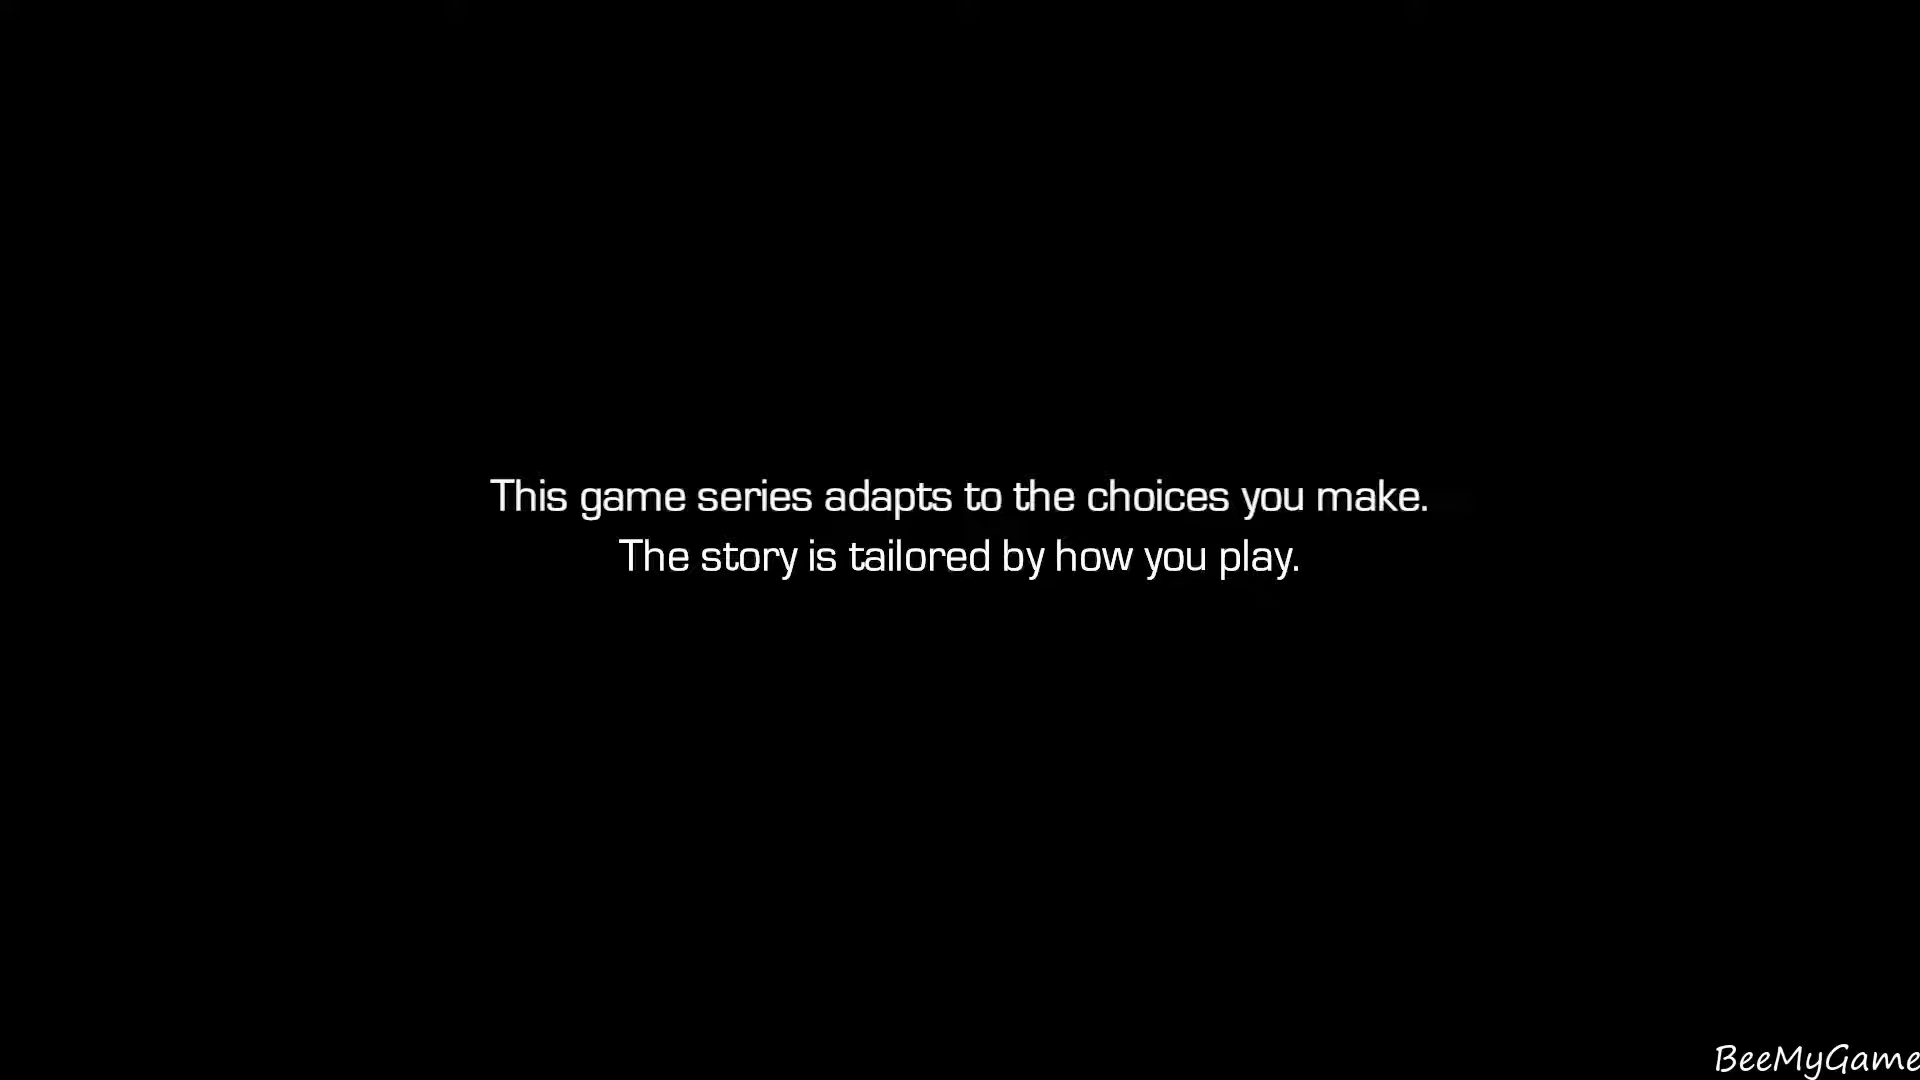 This game series adapts to the choices you make.
The story is tailored by how you play.
BeeMyGame